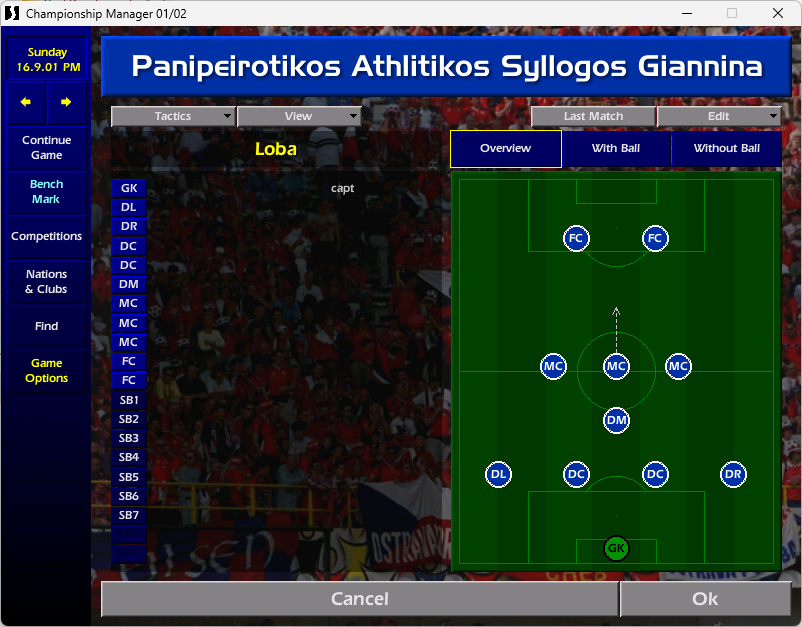 Championship Manager 01/02
Sunday
16.9.01 PM
Panipeirotikos Athlitikos Syllogos Giannina
Tactics
View
Last Match
Edit
Continue
Game
Bench
Mark
Competitions
Nations
& Clubs
Find
Game
Options
Loba
Overview
With Ball
Without Ball
GK capt
DL
DR
DC
DC
DM
MC
MC
MC
FC
FC
SB1
SB2
SB3
SB4
SB5
SB6
SB7
FC FC
MC MC MC
DM
DL DC DC DR
GK
OSTRAVA
Cancel
Ok